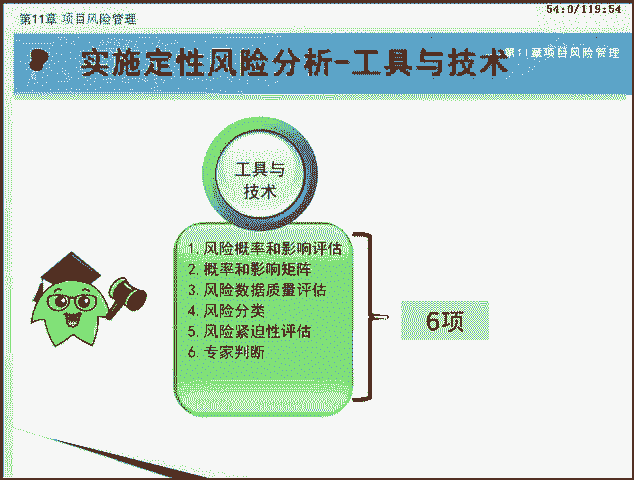 第11章 项目风险管理
54:0/119:54
实施定性风险分析-工具与技术
第11章项目风险管理
工具与
技术
1. 风险概率和影响评估
2. 概率和影响矩阵
3. 风险数据质量评估
4. 风险分类
5. 风险紧迫性评估
6. 专家判断
6项